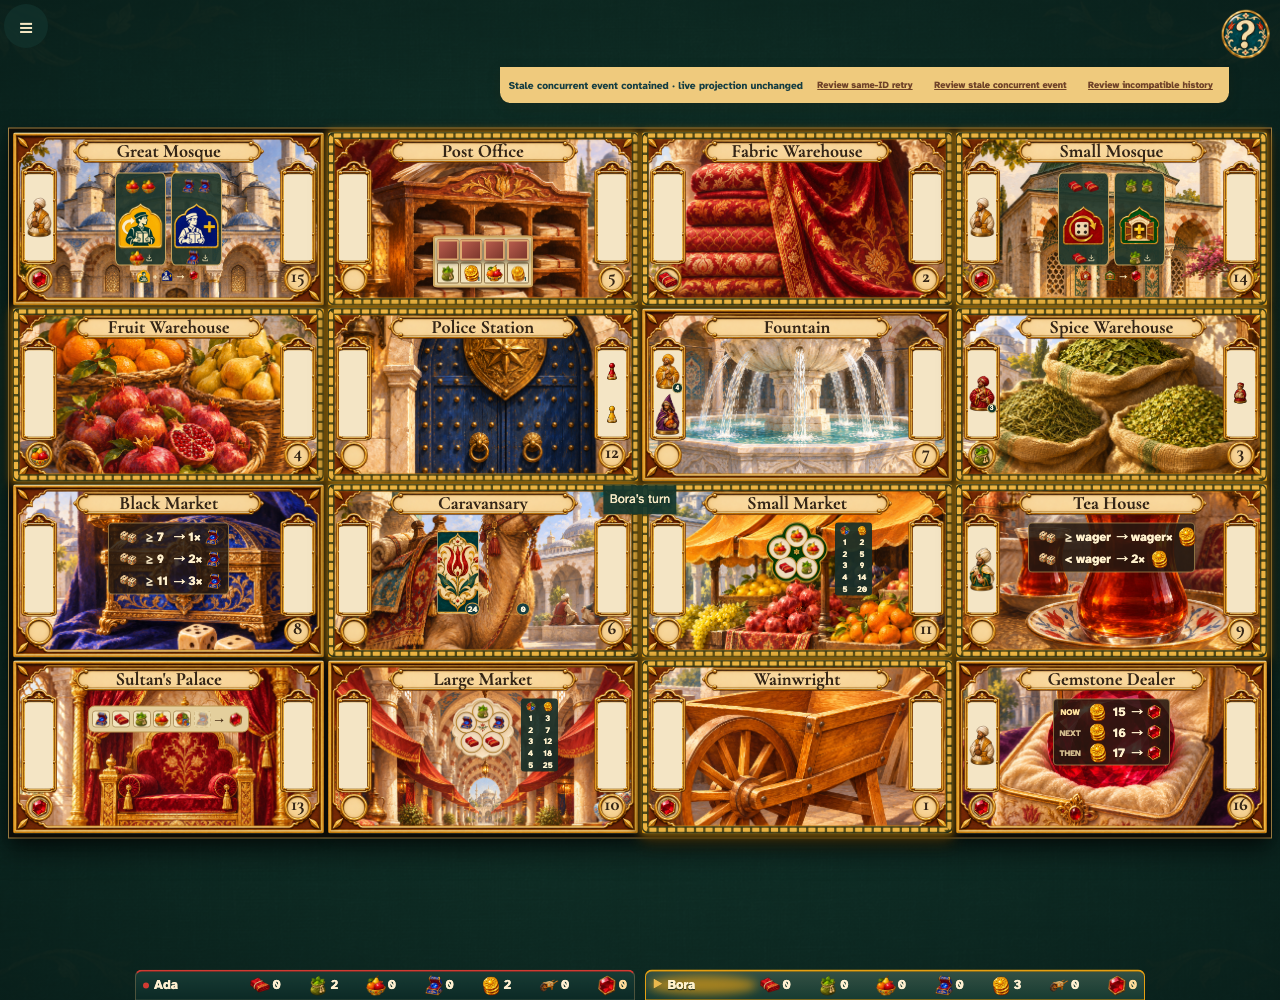 Stale concurrent event contained · live projection unchanged Review same-ID retry Review stale concurrent event Review incompatible history
Great Mosque
15
Post Office
5
Fabric Warehouse
2
Small Mosque
14
Fruit Warehouse
4
Police Station
12
Fountain
4
7
Spice Warehouse
3
3
Black Market
≥ 7 → 1×
≥ 9 → 2×
≥ 11 → 3×
8
Caravansary
24
0
6
Bora's turn
Small Market
1 2
2 5
3 9
4 14
5 20
11
Tea House
≥ wager → wager×
< wager → 2×
9
Sultan's Palace
13
Large Market
1 3
2 7
3 12
4 18
5 25
10
Wainwright
1
Gemstone Dealer
NOW 15 →
NEXT 16 →
THEN 17 →
16
Ada 0 2 0 0 2 0 0
Bora 0 0 0 0 3 0 0